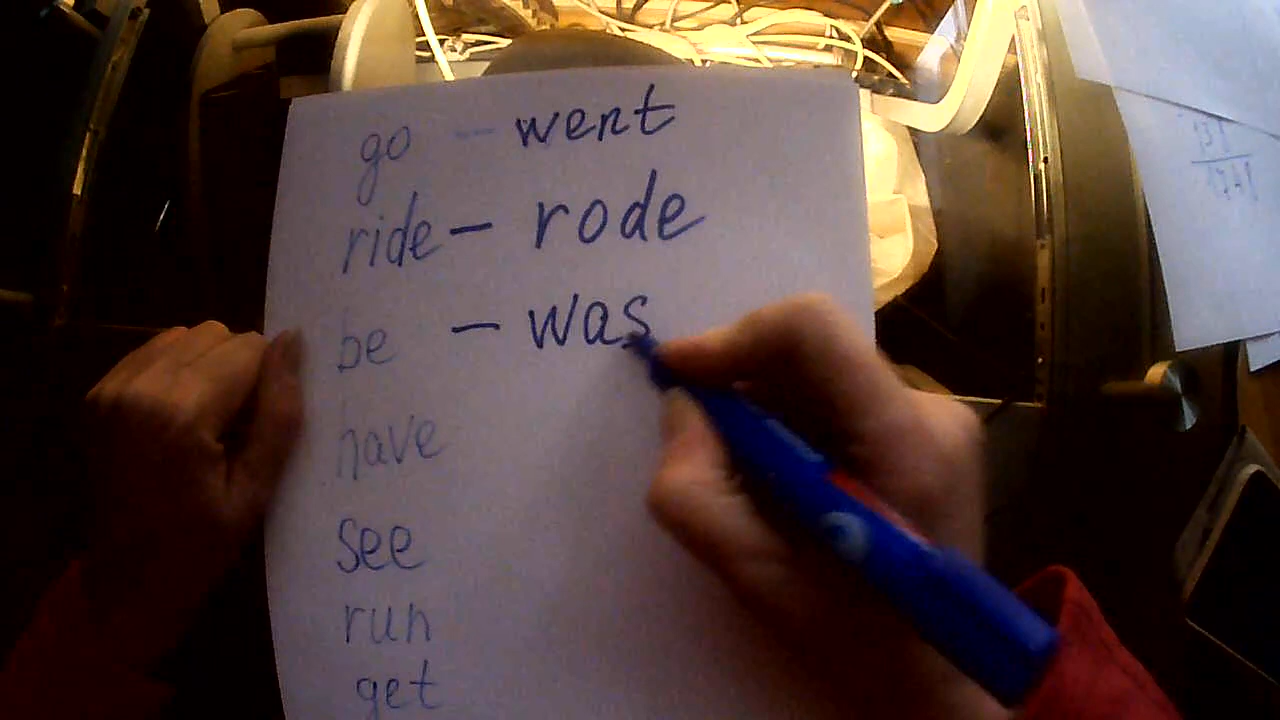 go - went
ride - rode
be - was
have
see
run
get